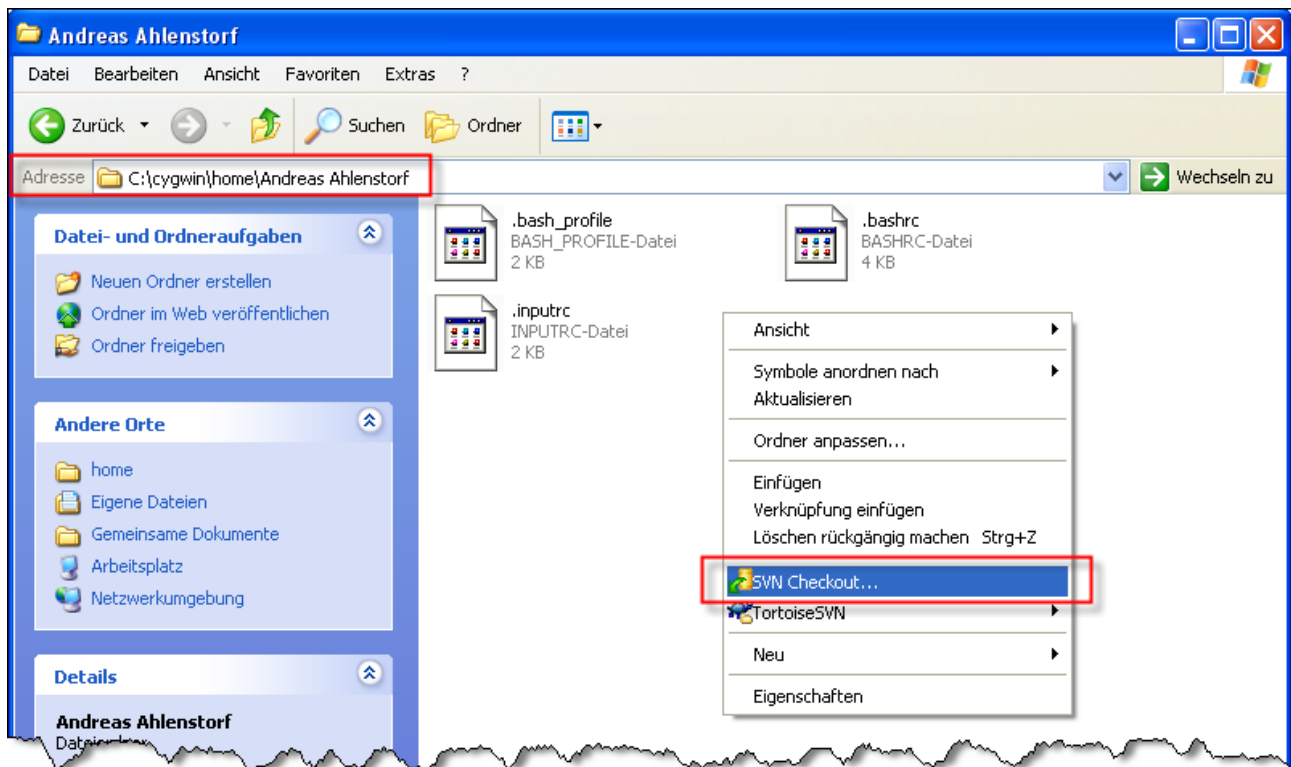 Andreas Ahlenstorf
Datei Bearbeiten Ansicht Favoriten Extras ?
Zurück Suchen Ordner
Adresse C:\cygwin\home\Andreas Ahlenstorf Wechseln zu
Datei- und Ordneraufgaben
Neuen Ordner erstellen
Ordner im Web veröffentlichen
Ordner freigeben
Andere Orte
home
Eigene Dateien
Gemeinsame Dokumente
Arbeitsplatz
Netzwerkumgebung
Details
Andreas Ahlenstorf
.bash_profile
BASH_PROFILE-Datei
2 KB
.bashrc
BASHRC-Datei
4 KB
.inputrc
INPUTRC-Datei
2 KB
Ansicht
Symbole anordnen nach
Aktualisieren
Ordner anpassen...
Einfügen
Verknüpfung einfügen
Löschen rückgängig machen Strg+Z
SVN Checkout...
TortoiseSVN
Neu
Eigenschaften